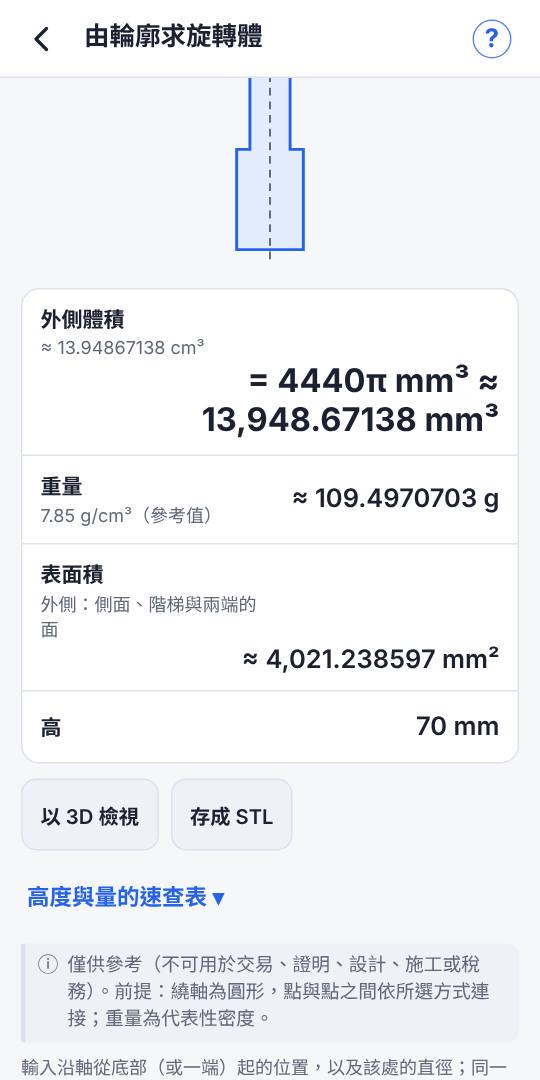 由輪廓求旋轉體
?
外側體積
≈ 13.94867138 cm³
= 4440π mm³ ≈
13,948.67138 mm³
重量
7.85 g/cm³（參考值）
≈ 109.4970703 g
表面積
外側：側面、階梯與兩端的
面
≈ 4,021.238597 mm²
高
70 mm
以 3D 檢視
存成 STL
高度與量的速查表 ▾
ⓘ 僅供參考（不可用於交易、證明、設計、施工或稅
務）。前提：繞軸為圓形，點與點之間依所選方式連
接；重量為代表性密度。
輸入沿軸從底部（或一端）起的位置，以及該處的直徑；同一